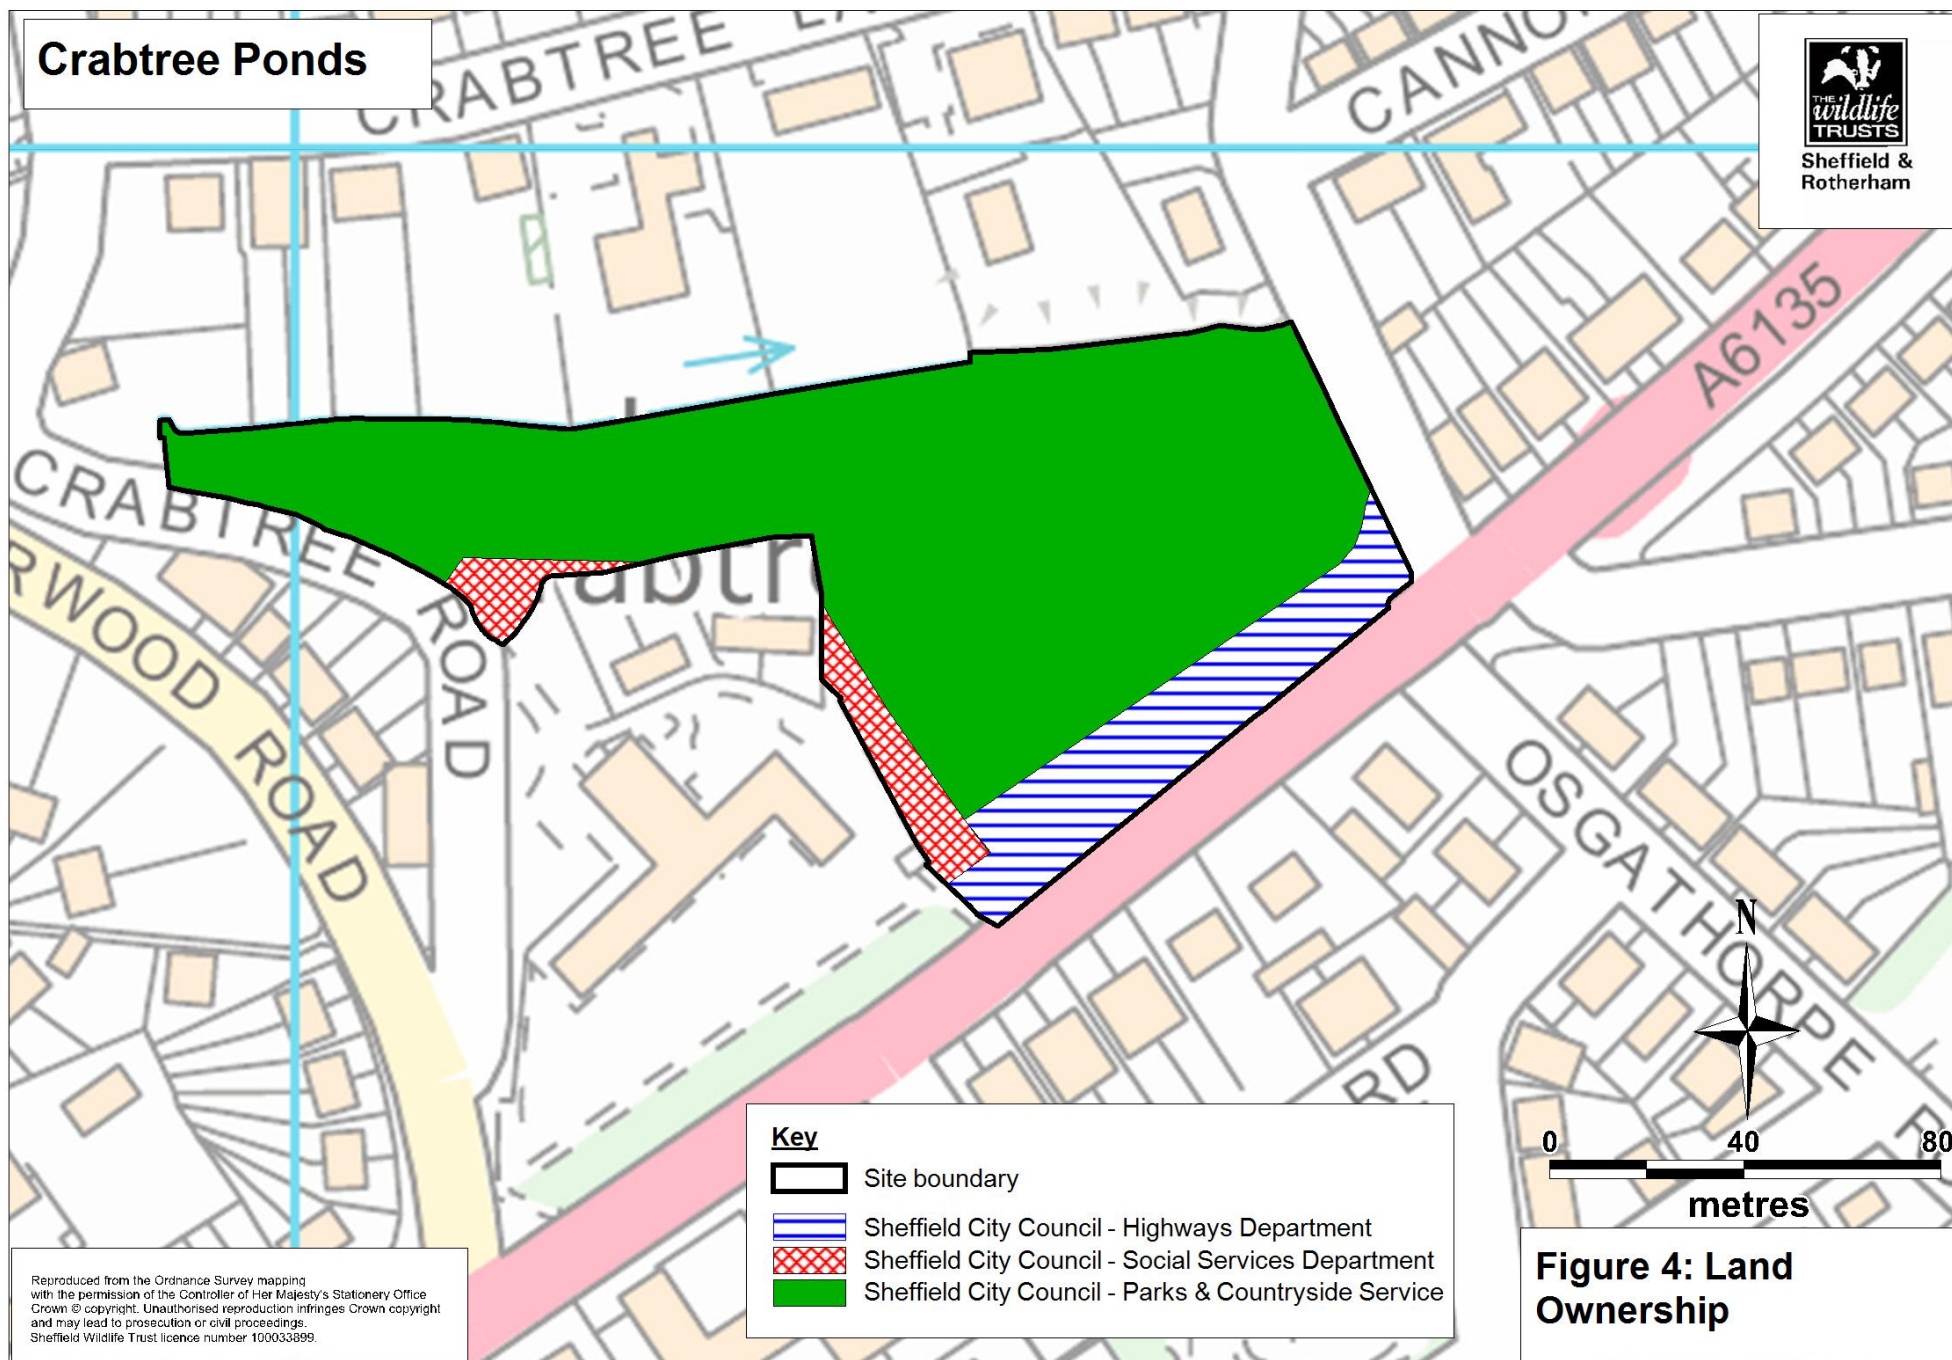 Crabtree Ponds
CRABTREE
CANNO
THE
wildlife
TRUSTS
Sheffield &
Rotherham
A6135
CRABTREE ROAD
abtr
RWOOD ROAD
OSGATHORPE R
RD
N
0 40 80
metres
Key
Site boundary
Sheffield City Council - Highways Department
Sheffield City Council - Social Services Department
Sheffield City Council - Parks & Countryside Service
Figure 4: Land
Ownership
Reproduced from the Ordnance Survey mapping
with the permission of the Controller of Her Majesty's Stationery Office
Crown © copyright. Unauthorised reproduction infringes Crown copyright
and may lead to prosecution or civil proceedings.
Sheffield Wildlife Trust licence number 100033899.